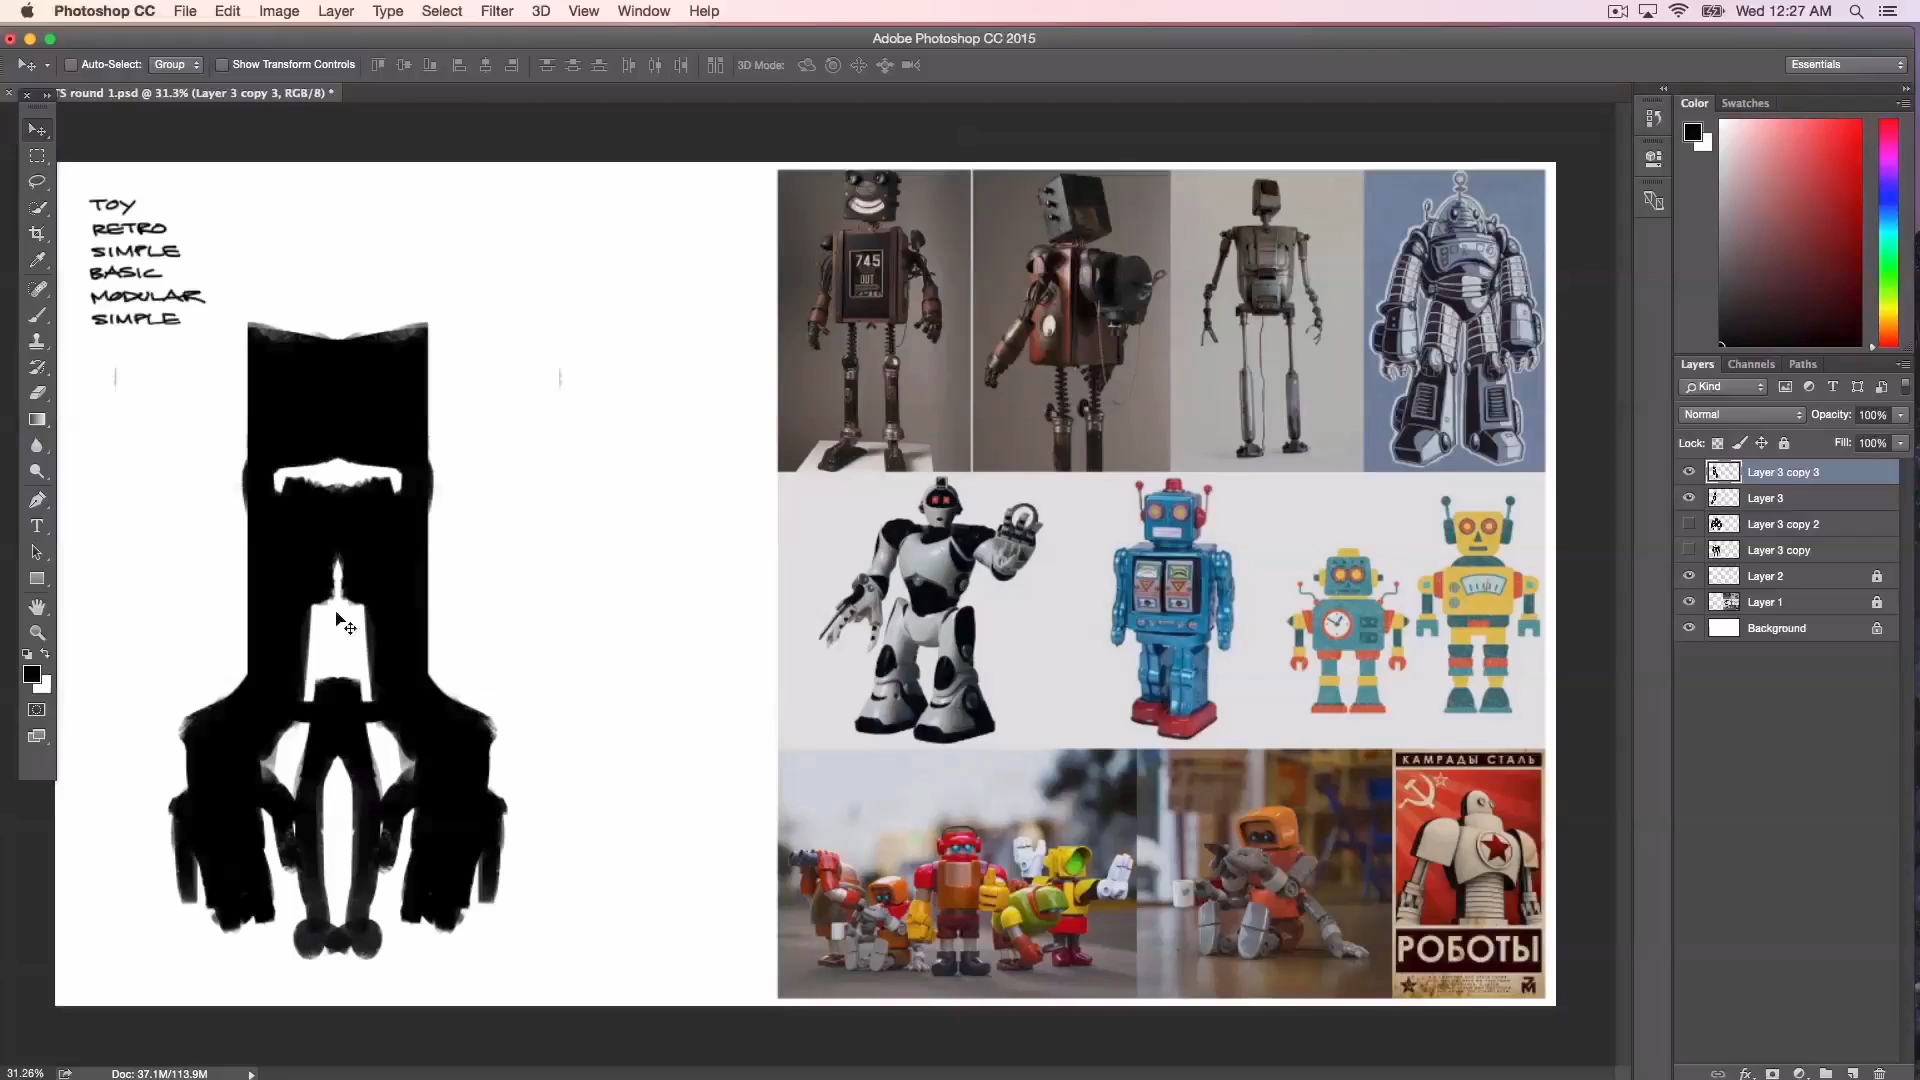 Photoshop CC File Edit Image Layer Type Select Filter 3D View Window Help Wed 12:27 AM
Adobe Photoshop CC 2015
Auto-Select: Group Show Transform Controls 3D Mode: Essentials
TS round 1.psd @ 31.3% (Layer 3 copy 3, RGB/8) *
Color Swatches
TOY
RETRO
SIMPLE
BASIC
MODULAR
SIMPLE
745
OUT
КАМРАДЫ СТАЛЬ
РОБОТЫ
Layers Channels Paths
Kind
Normal Opacity: 100%
Lock: Fill: 100%
Layer 3 copy 3
Layer 3
Layer 3 copy 2
Layer 3 copy
Layer 2
Layer 1
Background
31.26% Doc: 37.1M/113.9M